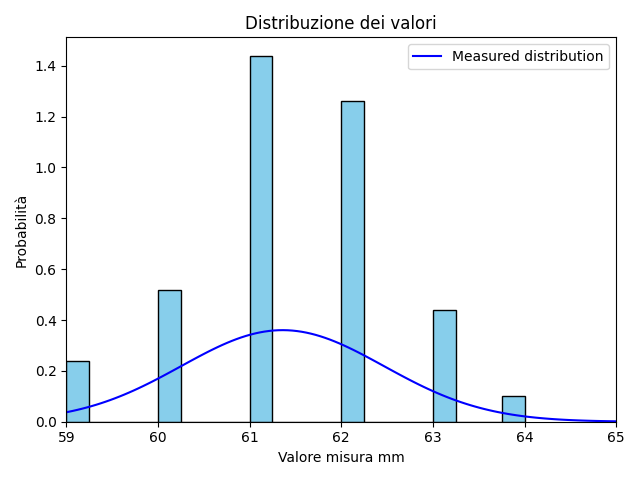 Distribuzione dei valori
Measured distribution
Probabilità
1.4
1.2
1.0
0.8
0.6
0.4
0.2
0.0
59 60 61 62 63 64 65
Valore misura mm